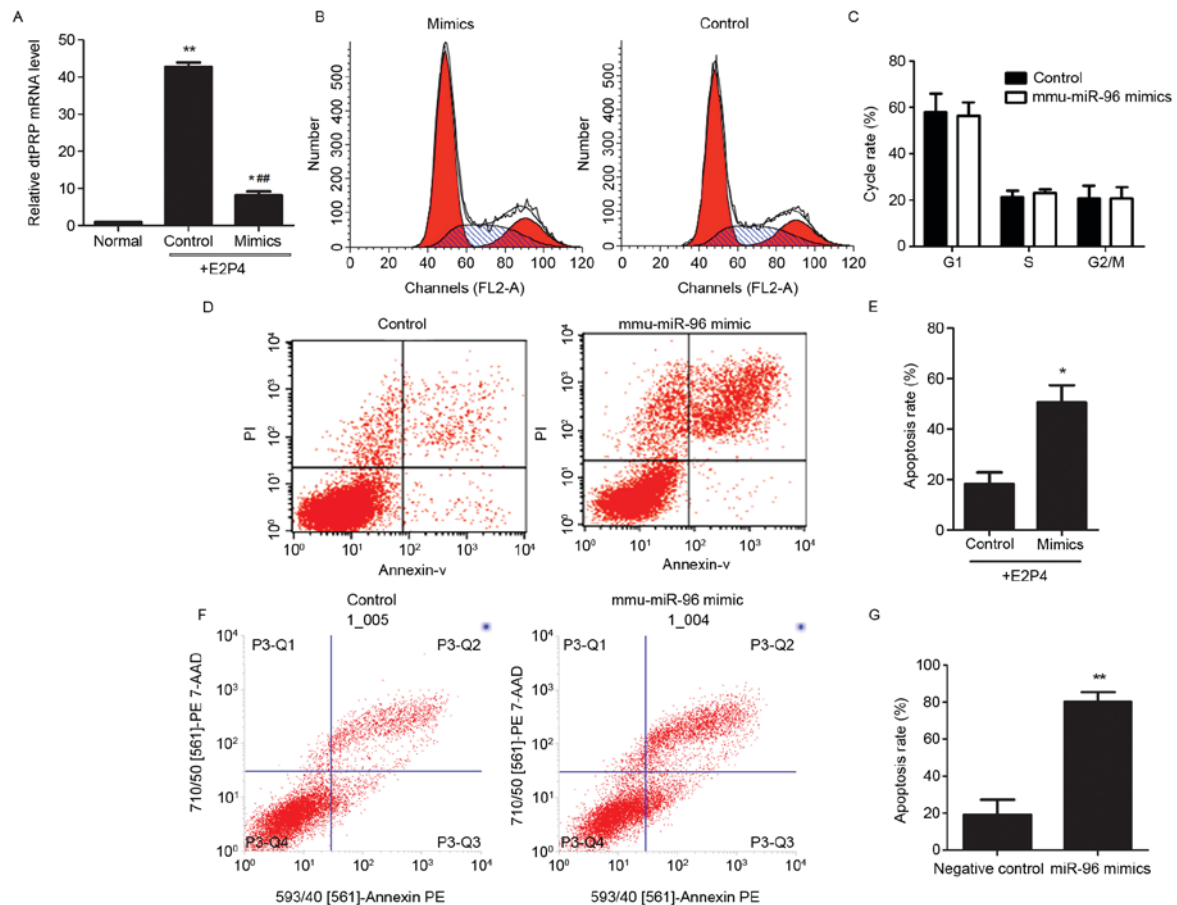 A
Relative dtPRP mRNA level
50
40
30
20
10
0
**
* ##
Normal Control Mimics
+E2P4
B
Mimics
Number
500
400
300
200
100
0
0 20 40 60 80 100 120
Channels (FL2-A)
Control
Number
500
400
300
200
100
0
0 20 40 60 80 100 120
Channels (FL2-A)
C
Cycle rate (%)
80
60
40
20
0
Control
mmu-miR-96 mimics
G1 S G2/M
D
Control
PI
10⁴
10³
10²
10¹
10⁰
10⁰ 10¹ 10² 10³ 10⁴
Annexin-v
mmu-miR-96 mimic
PI
10⁴
10³
10²
10¹
10⁰
10⁰ 10¹ 10² 10³ 10⁴
Annexin-v
E
Apoptosis rate (%)
80
60
40
20
0
*
Control Mimics
+E2P4
F
Control
1_005
710/50 [561]-PE 7-AAD
10⁴
10³
10²
10¹
10⁰
P3-Q1 P3-Q2
P3-Q4 P3-Q3
10⁰ 10¹ 10² 10³ 10⁴
593/40 [561]-Annexin PE
mmu-miR-96 mimic
1_004
710/50 [561]-PE 7-AAD
10⁴
10³
10²
10¹
10⁰
P3-Q1 P3-Q2
P3-Q4 P3-Q3
10⁰ 10¹ 10² 10³ 10⁴
593/40 [561]-Annexin PE
G
Apoptosis rate (%)
100
80
60
40
20
0
**
Negative control miR-96 mimics